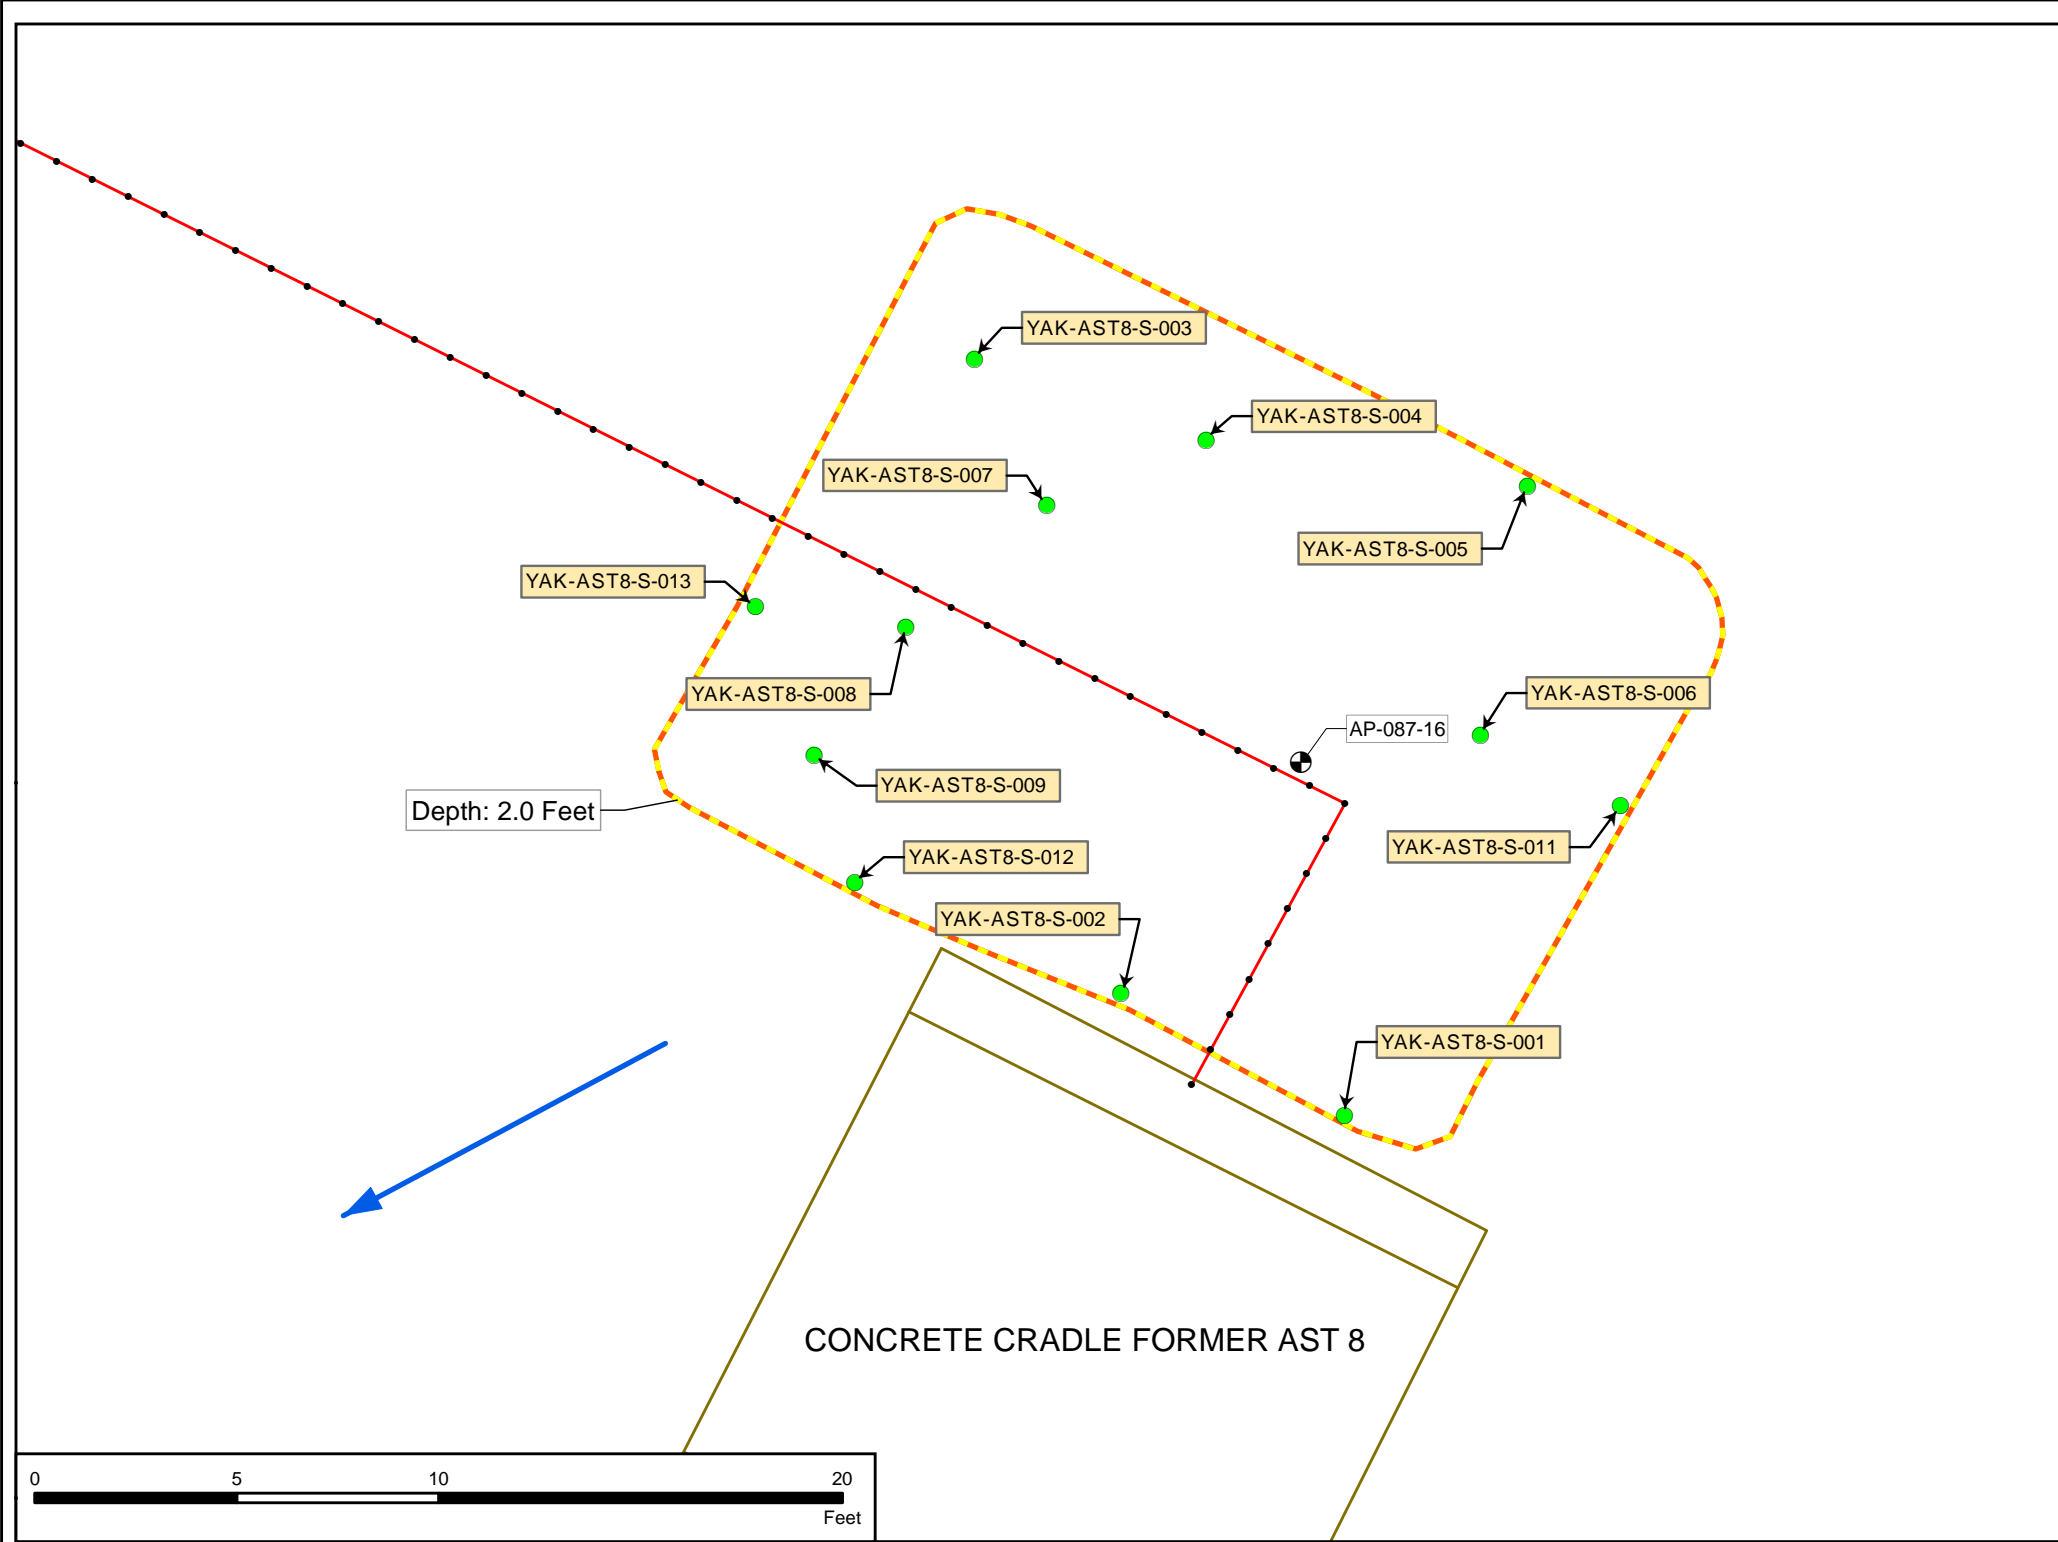 YAK-AST8-S-003
YAK-AST8-S-004
YAK-AST8-S-007
YAK-AST8-S-005
YAK-AST8-S-013
YAK-AST8-S-008
YAK-AST8-S-006
AP-087-16
YAK-AST8-S-009
Depth: 2.0 Feet
YAK-AST8-S-011
YAK-AST8-S-012
YAK-AST8-S-002
YAK-AST8-S-001
CONCRETE CRADLE FORMER AST 8
0 5 10 20
Feet